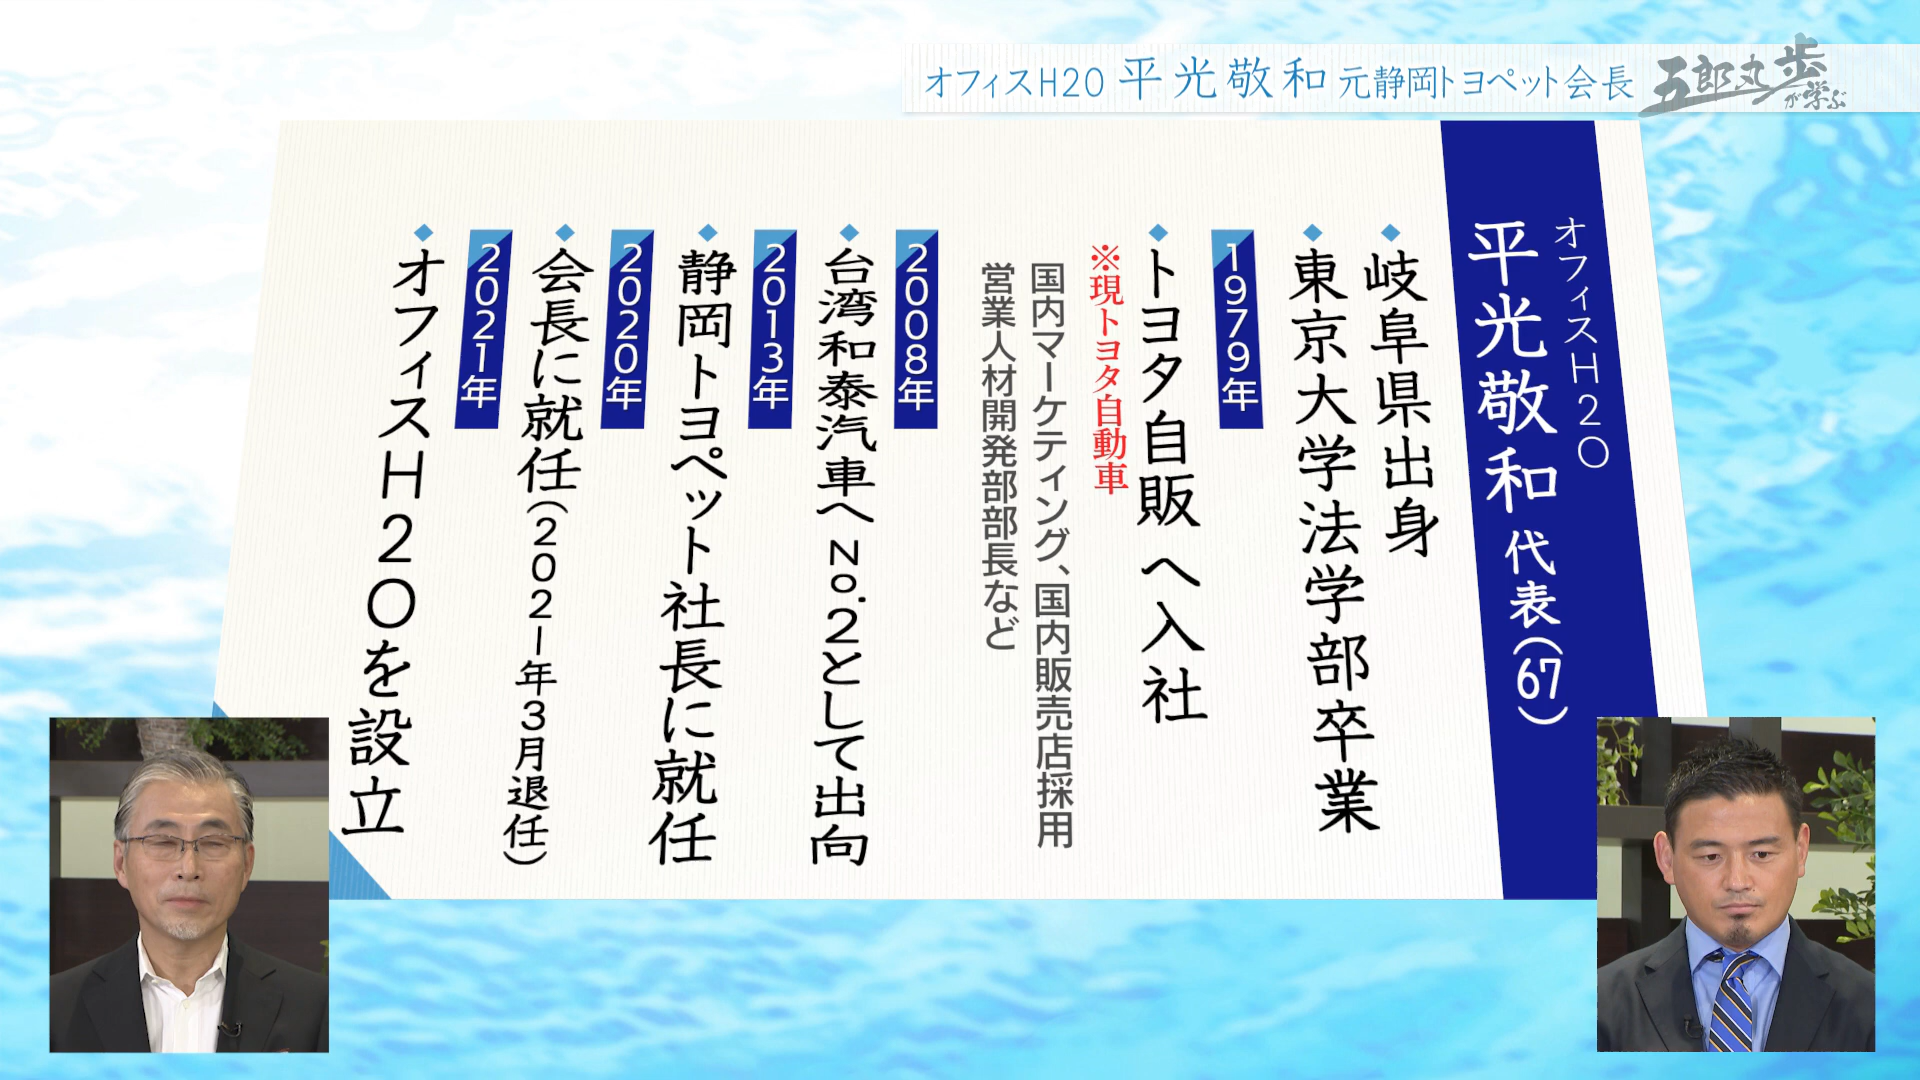 オフィスH2O 平光敬和 元静岡トヨペット会長
五郎丸歩が学ぶ
オフィスH2O
平光敬和 代表(67)
◆岐阜県出身
◆東京大学法学部卒業
1979年
◆トヨタ自販へ入社
※現トヨタ自動車
国内マーケティング、国内販売店採用
営業人材開発部部長など
2008年
◆台湾和泰汽車へNo.2として出向
2013年
◆静岡トヨペット社長に就任
2020年
◆会長に就任(2021年3月退任)
2021年
◆オフィスH2Oを設立